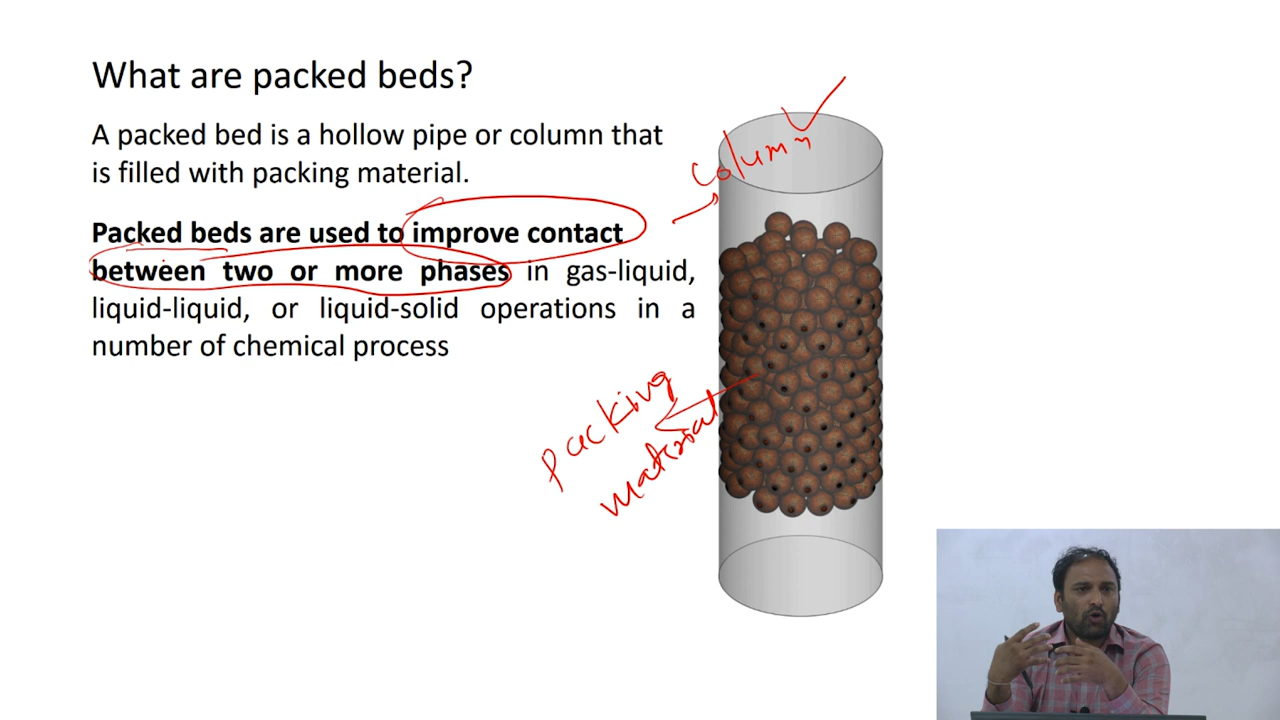 What are packed beds?
A packed bed is a hollow pipe or column that
is filled with packing material.
Packed beds are used to improve contact
between two or more phases in gas-liquid,
liquid-liquid, or liquid-solid operations in a
number of chemical process
Column
Packing
material